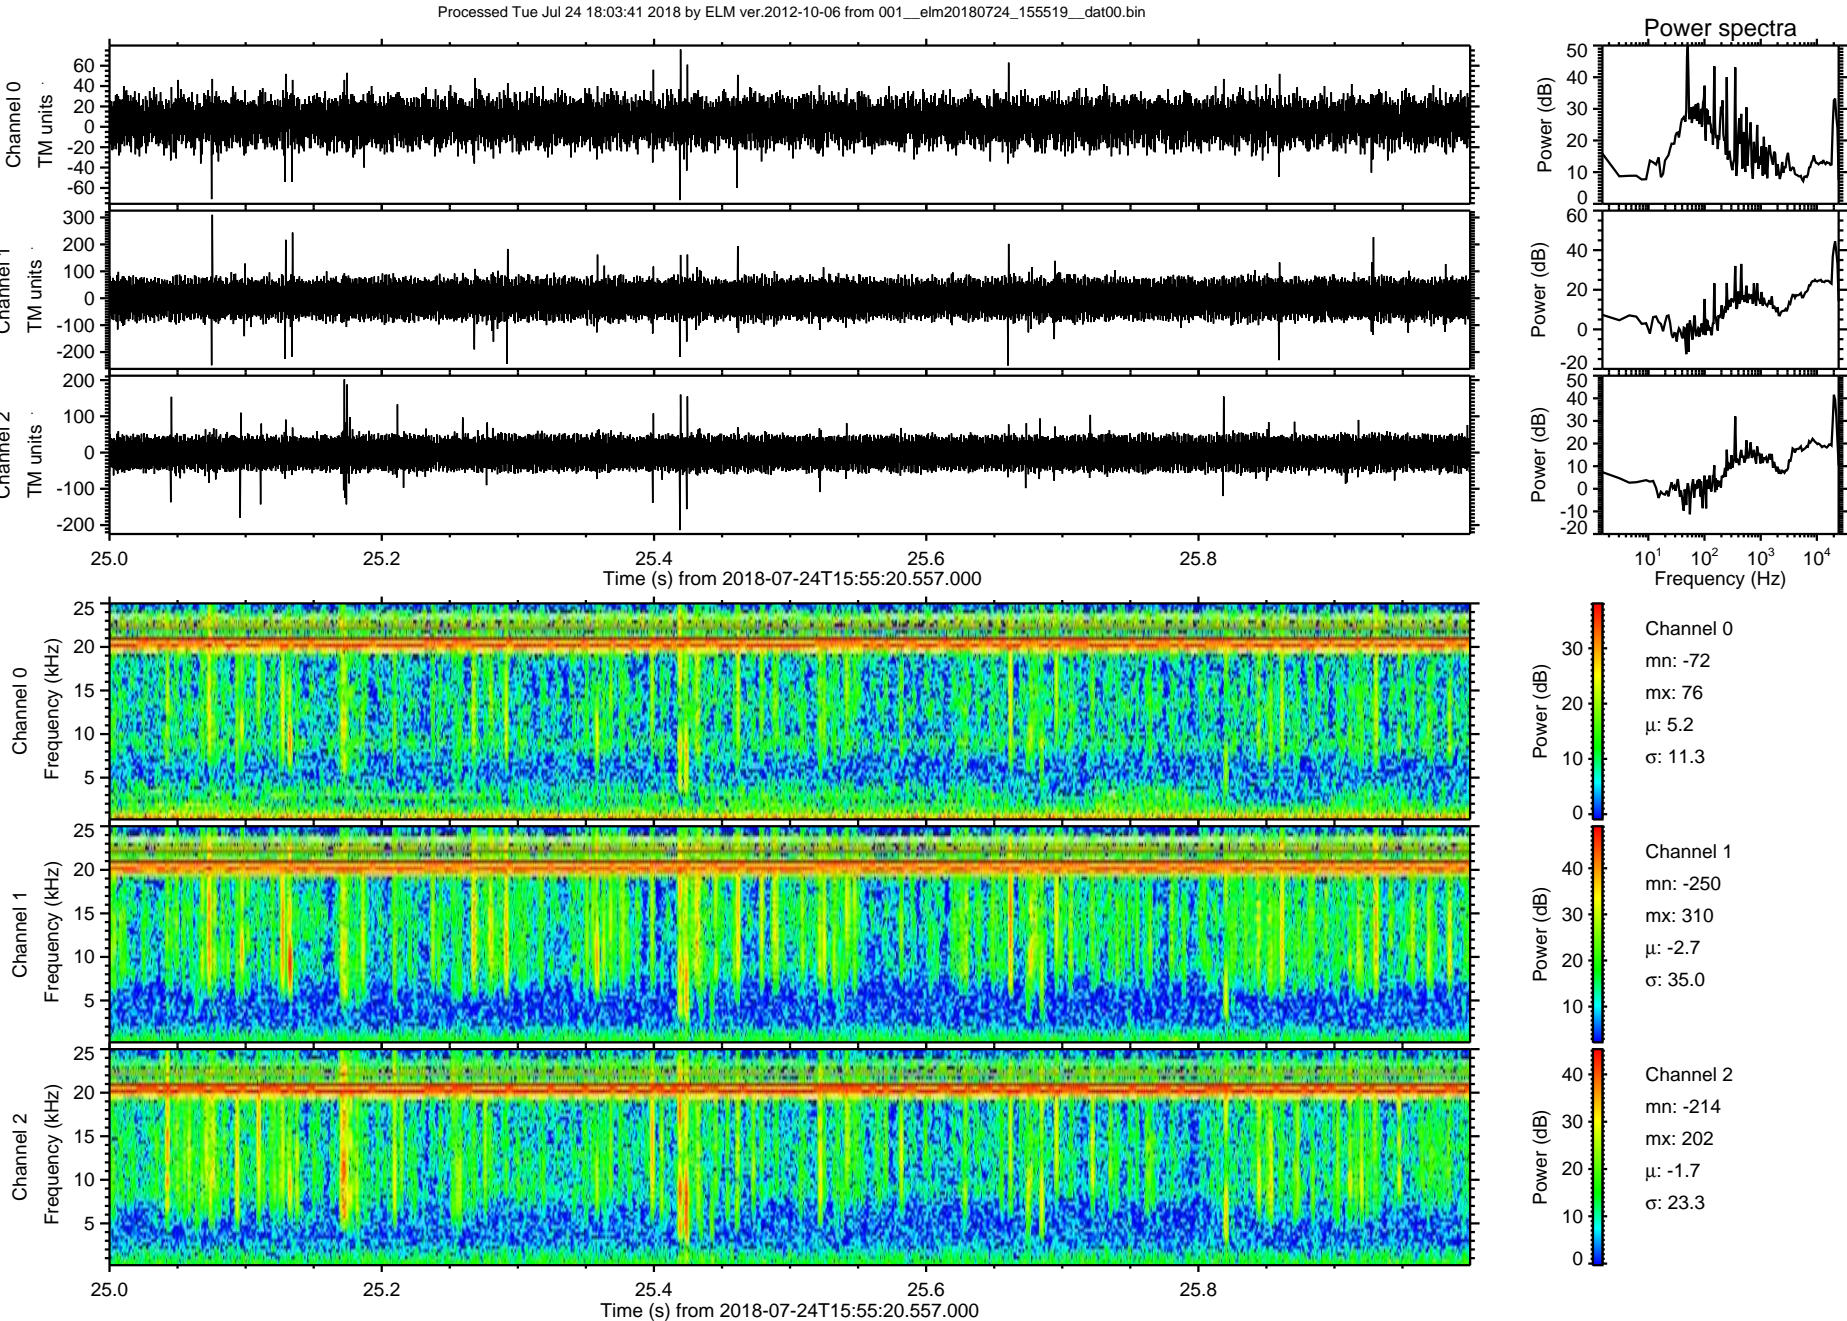 Processed Tue Jul 24 18:03:41 2018 by ELM ver.2012-10-06 from 001__elm20180724_155519__dat00.bin
Power spectra
Channel 0
TM units
60
40
20
0
-20
-40
-60
Power (dB)
50
40
30
20
10
0
Channel 1
TM units
300
200
100
0
-100
-200
Power (dB)
60
40
20
0
-20
Channel 2
TM units
200
100
0
-100
-200
Power (dB)
50
40
30
20
10
0
-10
-20
25.0 25.2 25.4 25.6 25.8
Time (s) from 2018-07-24T15:55:20.557.000
10^1 10^2 10^3 10^4
Frequency (Hz)
Channel 0
Frequency (kHz)
25
20
15
10
5
Power (dB)
30
20
10
0
Channel 0
mn: -72
mx: 76
μ: 5.2
σ: 11.3
Channel 1
Frequency (kHz)
25
20
15
10
5
Power (dB)
40
30
20
10
Channel 1
mn: -250
mx: 310
μ: -2.7
σ: 35.0
Channel 2
Frequency (kHz)
25
20
15
10
5
Power (dB)
40
30
20
10
0
Channel 2
mn: -214
mx: 202
μ: -1.7
σ: 23.3
25.0 25.2 25.4 25.6 25.8
Time (s) from 2018-07-24T15:55:20.557.000